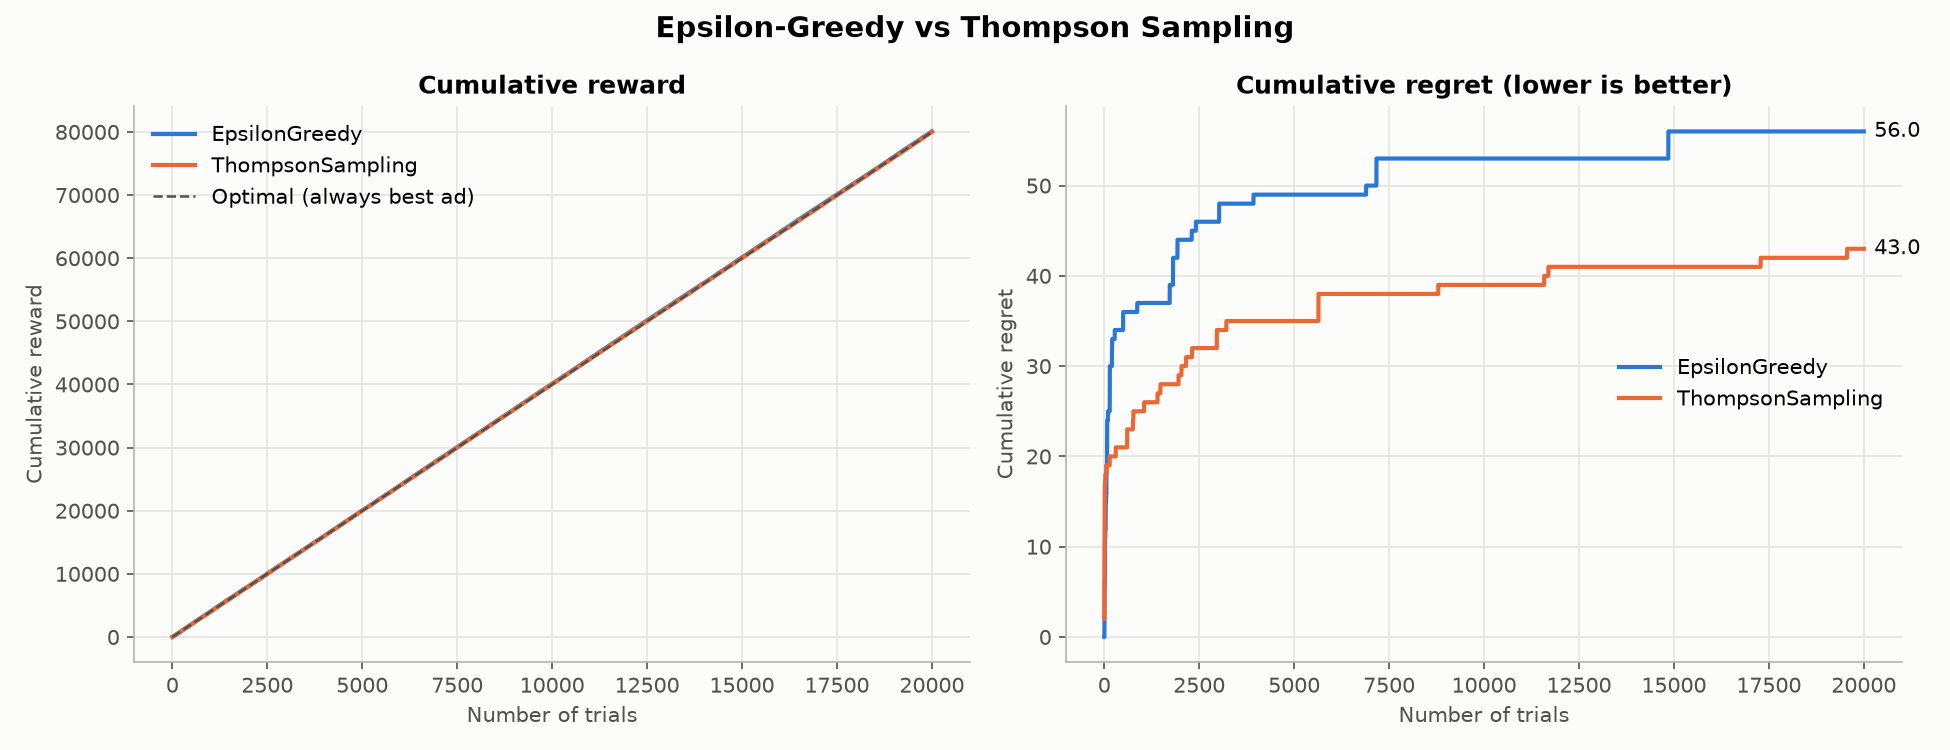 Epsilon-Greedy vs Thompson Sampling
Cumulative reward
EpsilonGreedy
ThompsonSampling
Optimal (always best ad)
Cumulative reward
80000
70000
60000
50000
40000
30000
20000
10000
0
0 2500 5000 7500 10000 12500 15000 17500 20000
Number of trials
Cumulative regret (lower is better)
56.0
43.0
EpsilonGreedy
ThompsonSampling
Cumulative regret
50
40
30
20
10
0
0 2500 5000 7500 10000 12500 15000 17500 20000
Number of trials